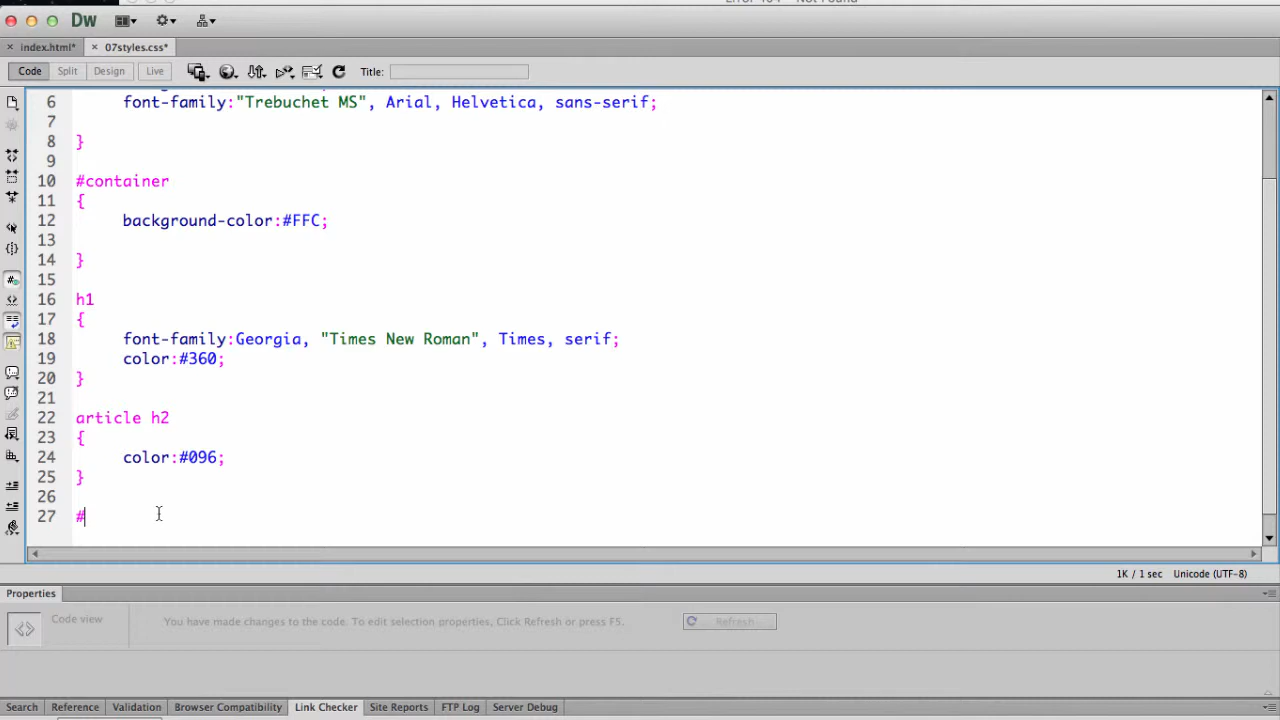 Dw
index.html*
07styles.css*
Code Split Design Live Title:
6 font-family:"Trebuchet MS", Arial, Helvetica, sans-serif;
7
8 }
9
10 #container
11 {
12 background-color:#FFC;
13
14 }
15
16 h1
17 {
18 font-family:Georgia, "Times New Roman", Times, serif;
19 color:#360;
20 }
21
22 article h2
23 {
24 color:#096;
25 }
26
27 #
1K / 1 sec Unicode (UTF-8)
Properties
Code view You have made changes to the code. To edit selection properties, Click Refresh or press F5. Refresh
Search Reference Validation Browser Compatibility Link Checker Site Reports FTP Log Server Debug